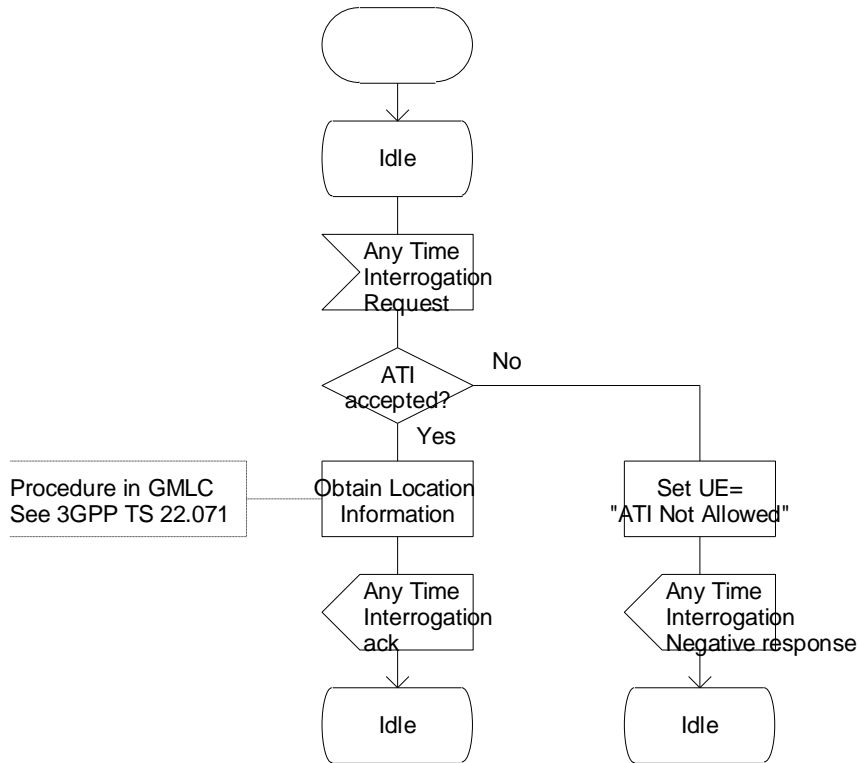 Idle
Any Time
Interrogation
Request
ATI
accepted?
No
Yes
Procedure in GMLC
See 3GPP TS 22.071
Obtain Location
Information
Set UE=
"ATI Not Allowed"
Any Time
Interrogation
ack
Any Time
Interrogation
Negative response
Idle
Idle